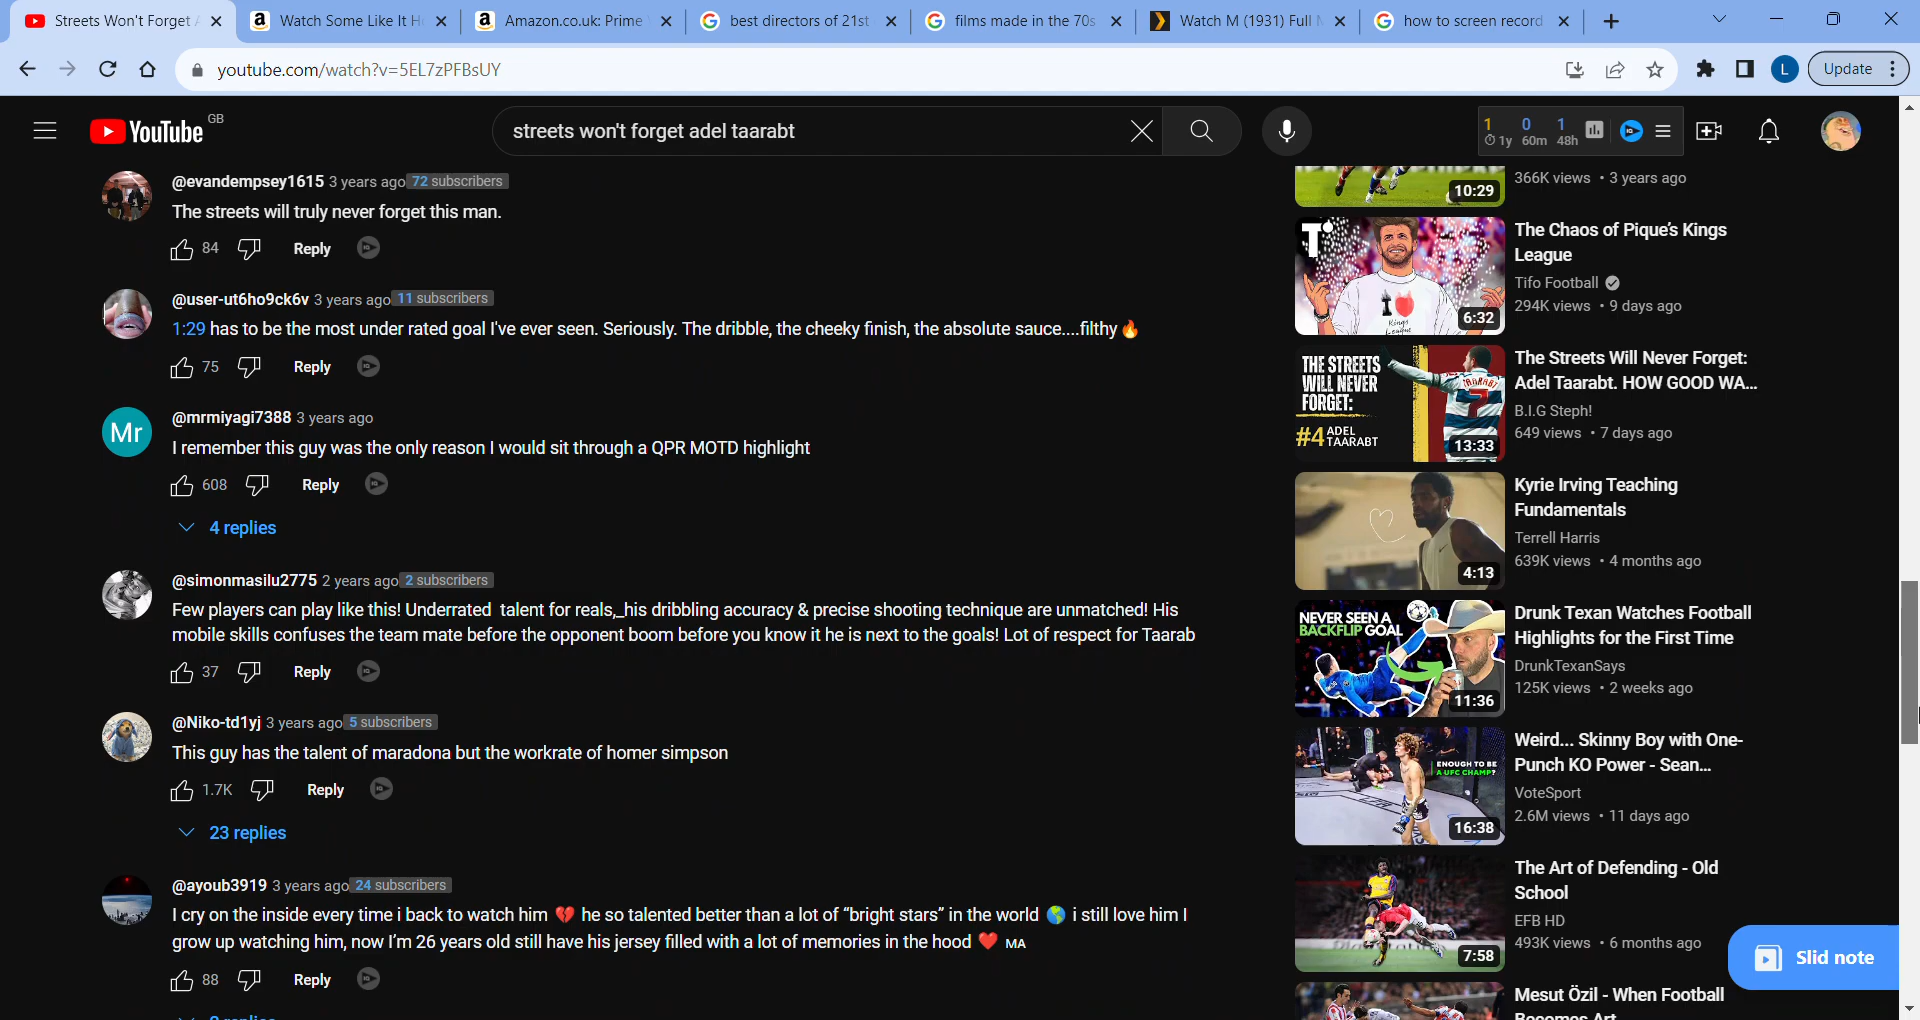 Streets Won't Forget A
Watch Some Like It H
Amazon.co.uk: Prime
best directors of 21st
films made in the 70s
Watch M (1931) Full
how to screen record
youtube.com/watch?v=5EL7zPFBsUY
L
Update
YouTube GB
streets won't forget adel taarabt
1 0 1
1y 60m 48h
@evandempsey1615 3 years ago 72 subscribers
The streets will truly never forget this man.
84 Reply
@user-ut6ho9ck6v 3 years ago 11 subscribers
1:29 has to be the most under rated goal I've ever seen. Seriously. The dribble, the cheeky finish, the absolute sauce....filthy🔥
75 Reply
Mr
@mrmiyagi7388 3 years ago
I remember this guy was the only reason I would sit through a QPR MOTD highlight
608 Reply
4 replies
@simonmasilu2775 2 years ago 2 subscribers
Few players can play like this! Underrated talent for reals,_his dribbling accuracy & precise shooting technique are unmatched! His
mobile skills confuses the team mate before the opponent boom before you know it he is next to the goals! Lot of respect for Taarab
37 Reply
@Niko-td1yj 3 years ago 5 subscribers
This guy has the talent of maradona but the workrate of homer simpson
1.7K Reply
23 replies
@ayoub3919 3 years ago 24 subscribers
I cry on the inside every time i back to watch him 💔 he so talented better than a lot of “bright stars” in the world 🌎 i still love him I
grow up watching him, now I'm 26 years old still have his jersey filled with a lot of memories in the hood ❤️ MA
88 Reply
10:29
366K views • 3 years ago
T
I
Kings
League
6:32
The Chaos of Pique's Kings
League
Tifo Football
294K views • 9 days ago
THE STREETS
WILL NEVER
FORGET:
#4 ADEL
TAARABT
TAARABT
7
13:33
The Streets Will Never Forget:
Adel Taarabt. HOW GOOD WA...
B.I.G Steph!
649 views • 7 days ago
4:13
Kyrie Irving Teaching
Fundamentals
Terrell Harris
639K views • 4 months ago
NEVER SEEN A
BACKFLIP GOAL
11:36
Drunk Texan Watches Football
Highlights for the First Time
DrunkTexanSays
125K views • 2 weeks ago
ENOUGH TO BE
A UFC CHAMP?
16:38
Weird... Skinny Boy with One-
Punch KO Power - Sean...
VoteSport
2.6M views • 11 days ago
7:58
The Art of Defending - Old
School
EFB HD
493K views • 6 months ago
Slid note
Mesut Özil - When Football
Becomes Art